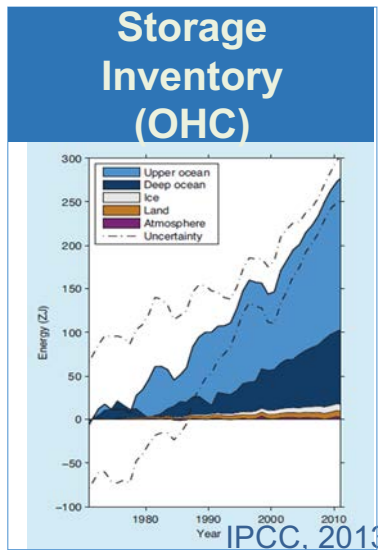 Storage
Inventory
(OHC)
300
250
200
150
100
50
0
−50
−100
Energy (ZJ)
Upper ocean
Deep ocean
Ice
Land
Atmosphere
Uncertainty
1980
1990
2000
2010
Year
IPCC, 2013